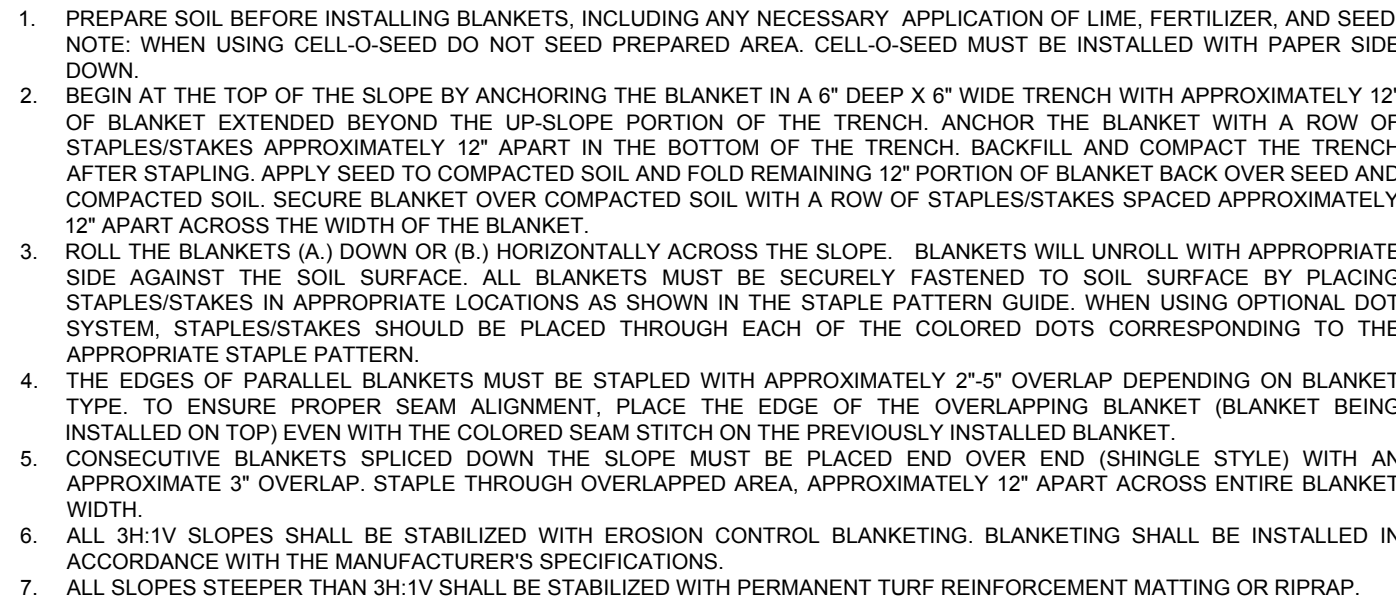 1. PREPARE SOIL BEFORE INSTALLING BLANKETS, INCLUDING ANY NECESSARY APPLICATION OF LIME, FERTILIZER, AND SEED.
NOTE: WHEN USING CELL-O-SEED DO NOT SEED PREPARED AREA. CELL-O-SEED MUST BE INSTALLED WITH PAPER SIDE
DOWN.
2. BEGIN AT THE TOP OF THE SLOPE BY ANCHORING THE BLANKET IN A 6" DEEP X 6" WIDE TRENCH WITH APPROXIMATELY 12"
OF BLANKET EXTENDED BEYOND THE UP-SLOPE PORTION OF THE TRENCH. ANCHOR THE BLANKET WITH A ROW OF
STAPLES/STAKES APPROXIMATELY 12" APART IN THE BOTTOM OF THE TRENCH. BACKFILL AND COMPACT THE TRENCH
AFTER STAPLING. APPLY SEED TO COMPACTED SOIL AND FOLD REMAINING 12" PORTION OF BLANKET BACK OVER SEED AND
COMPACTED SOIL. SECURE BLANKET OVER COMPACTED SOIL WITH A ROW OF STAPLES/STAKES SPACED APPROXIMATELY
12" APART ACROSS THE WIDTH OF THE BLANKET.
3. ROLL THE BLANKETS (A.) DOWN OR (B.) HORIZONTALLY ACROSS THE SLOPE. BLANKETS WILL UNROLL WITH APPROPRIATE
SIDE AGAINST THE SOIL SURFACE. ALL BLANKETS MUST BE SECURELY FASTENED TO SOIL SURFACE BY PLACING
STAPLES/STAKES IN APPROPRIATE LOCATIONS AS SHOWN IN THE STAPLE PATTERN GUIDE. WHEN USING OPTIONAL DOT
SYSTEM, STAPLES/STAKES SHOULD BE PLACED THROUGH EACH OF THE COLORED DOTS CORRESPONDING TO THE
APPROPRIATE STAPLE PATTERN.
4. THE EDGES OF PARALLEL BLANKETS MUST BE STAPLED WITH APPROXIMATELY 2"-5" OVERLAP DEPENDING ON BLANKET
TYPE. TO ENSURE PROPER SEAM ALIGNMENT, PLACE THE EDGE OF THE OVERLAPPING BLANKET (BLANKET BEING
INSTALLED ON TOP) EVEN WITH THE COLORED SEAM STITCH ON THE PREVIOUSLY INSTALLED BLANKET.
5. CONSECUTIVE BLANKETS SPLICED DOWN THE SLOPE MUST BE PLACED END OVER END (SHINGLE STYLE) WITH AN
APPROXIMATE 3" OVERLAP. STAPLE THROUGH OVERLAPPED AREA, APPROXIMATELY 12" APART ACROSS ENTIRE BLANKET
WIDTH.
6. ALL 3H:1V SLOPES SHALL BE STABILIZED WITH EROSION CONTROL BLANKETING. BLANKETING SHALL BE INSTALLED IN
ACCORDANCE WITH THE MANUFACTURER'S SPECIFICATIONS.
7. ALL SLOPES STEEPER THAN 3H:1V SHALL BE STABILIZED WITH PERMANENT TURF REINFORCEMENT MATTING OR RIPRAP.